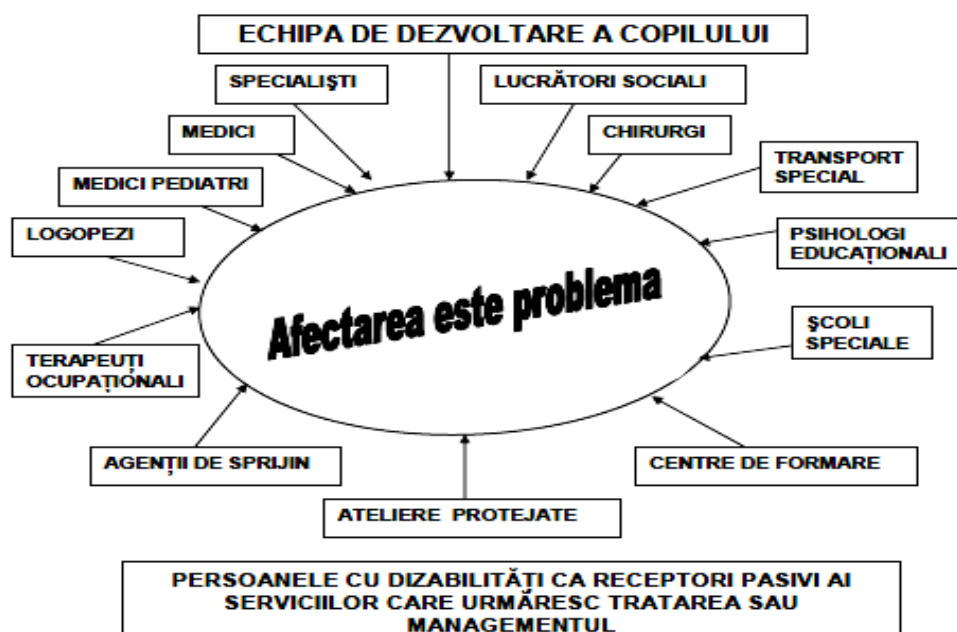 ECHIPA DE DEZVOLTARE A COPILULUI
SPECIALIŞTI
LUCRĂTORI SOCIALI
MEDICI
CHIRURGI
TRANSPORT
SPECIAL
MEDICI PEDIATRI
LOGOPEZI
PSIHOLOGI
EDUCAȚIONALI
Afectarea este problema
ŞCOLI
SPECIALE
TERAPEUȚI
OCUPAȚIONALI
AGENȚII DE SPRIJIN
CENTRE DE FORMARE
ATELIERE PROTEJATE
PERSOANELE CU DIZABILITĂȚI CA RECEPTORI PASIVI AI
SERVICIILOR CARE URMĂRESC TRATAREA SAU
MANAGEMENTUL